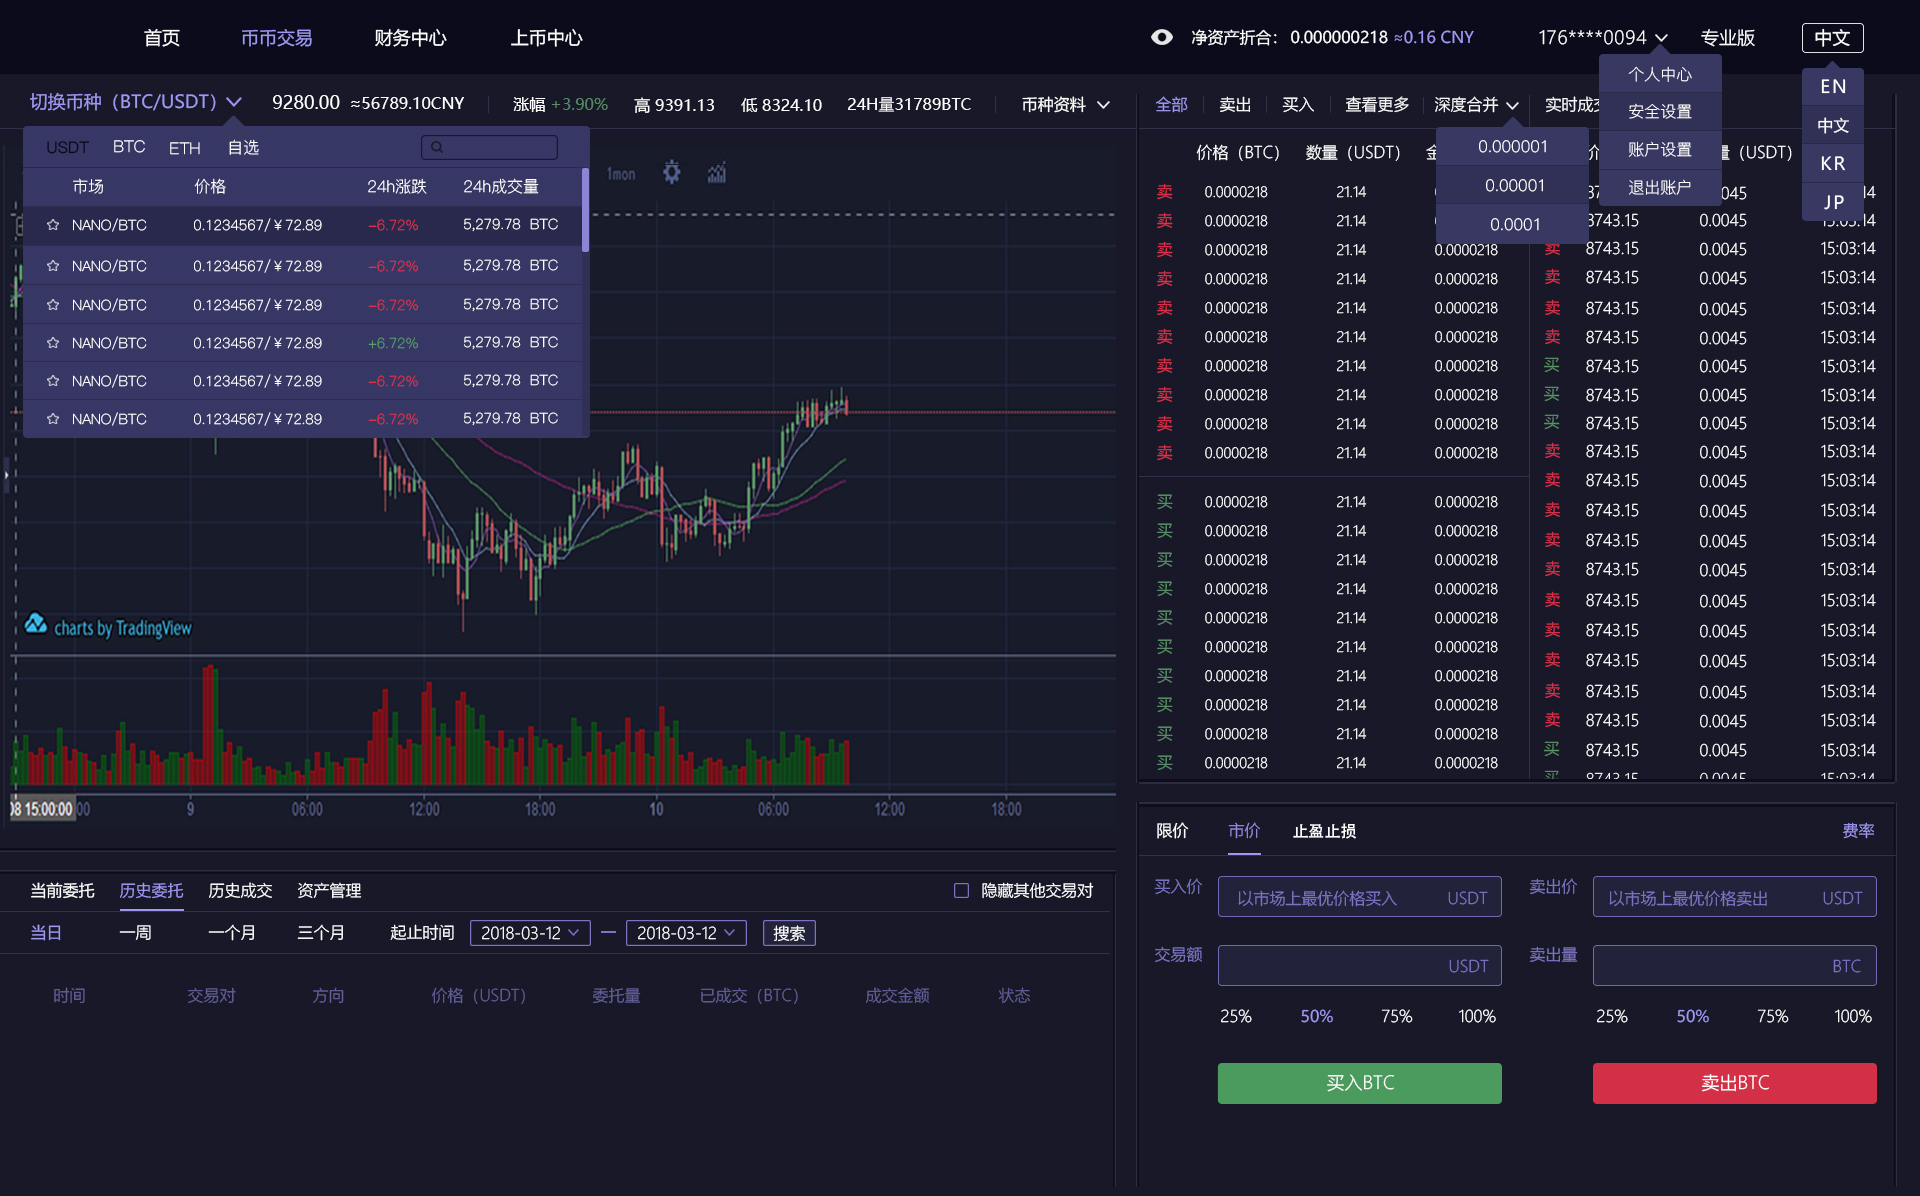 首页 币币交易 财务中心 上币中心 净资产折合: 0.000000218 ≈0.16 CNY 176****0094 专业版 中文
个人中心
安全设置
账户设置
退出账户
EN
中文
KR
JP
切换币种（BTC/USDT） 9280.00 ≈56789.10CNY 涨幅 +3.90% 高 9391.13 低 8324.10 24H量31789BTC 币种资料
USDT BTC ETH 自选
市场 价格 24h涨跌 24h成交量
NANO/BTC 0.1234567/￥72.89 −6.72% 5,279.78 BTC
NANO/BTC 0.1234567/￥72.89 −6.72% 5,279.78 BTC
NANO/BTC 0.1234567/￥72.89 −6.72% 5,279.78 BTC
NANO/BTC 0.1234567/￥72.89 +6.72% 5,279.78 BTC
NANO/BTC 0.1234567/￥72.89 −6.72% 5,279.78 BTC
NANO/BTC 0.1234567/￥72.89 −6.72% 5,279.78 BTC
1mon
charts by TradingView
08 15:00:00 :00 9 06:00 12:00 18:00 10 06:00 12:00 18:00
全部 卖出 买入 查看更多 深度合并
0.000001
0.00001
0.0001
价格（BTC） 数量（USDT） 金
卖 0.0000218 21.14
卖 0.0000218 21.14
卖 0.0000218 21.14 0.0000218
卖 0.0000218 21.14 0.0000218
卖 0.0000218 21.14 0.0000218
卖 0.0000218 21.14 0.0000218
卖 0.0000218 21.14 0.0000218
卖 0.0000218 21.14 0.0000218
卖 0.0000218 21.14 0.0000218
卖 0.0000218 21.14 0.0000218
买 0.0000218 21.14 0.0000218
买 0.0000218 21.14 0.0000218
买 0.0000218 21.14 0.0000218
买 0.0000218 21.14 0.0000218
买 0.0000218 21.14 0.0000218
买 0.0000218 21.14 0.0000218
买 0.0000218 21.14 0.0000218
买 0.0000218 21.14 0.0000218
买 0.0000218 21.14 0.0000218
买 0.0000218 21.14 0.0000218
实时成交
价 量（USDT）
0045 14
8743.15 0.0045 15:03:14
卖 8743.15 0.0045 15:03:14
卖 8743.15 0.0045 15:03:14
卖 8743.15 0.0045 15:03:14
卖 8743.15 0.0045 15:03:14
买 8743.15 0.0045 15:03:14
买 8743.15 0.0045 15:03:14
买 8743.15 0.0045 15:03:14
卖 8743.15 0.0045 15:03:14
卖 8743.15 0.0045 15:03:14
卖 8743.15 0.0045 15:03:14
卖 8743.15 0.0045 15:03:14
卖 8743.15 0.0045 15:03:14
卖 8743.15 0.0045 15:03:14
卖 8743.15 0.0045 15:03:14
卖 8743.15 0.0045 15:03:14
卖 8743.15 0.0045 15:03:14
卖 8743.15 0.0045 15:03:14
买 8743.15 0.0045 15:03:14
买 8743.15 0.0045 15:03:14
当前委托 历史委托 历史成交 资产管理 隐藏其他交易对
当日 一周 一个月 三个月 起止时间 2018-03-12 — 2018-03-12 搜索
时间 交易对 方向 价格（USDT） 委托量 已成交（BTC） 成交金额 状态
限价 市价 止盈止损 费率
买入价 以市场上最优价格买入 USDT 卖出价 以市场上最优价格卖出 USDT
交易额 USDT 卖出量 BTC
25% 50% 75% 100% 25% 50% 75% 100%
买入BTC 卖出BTC